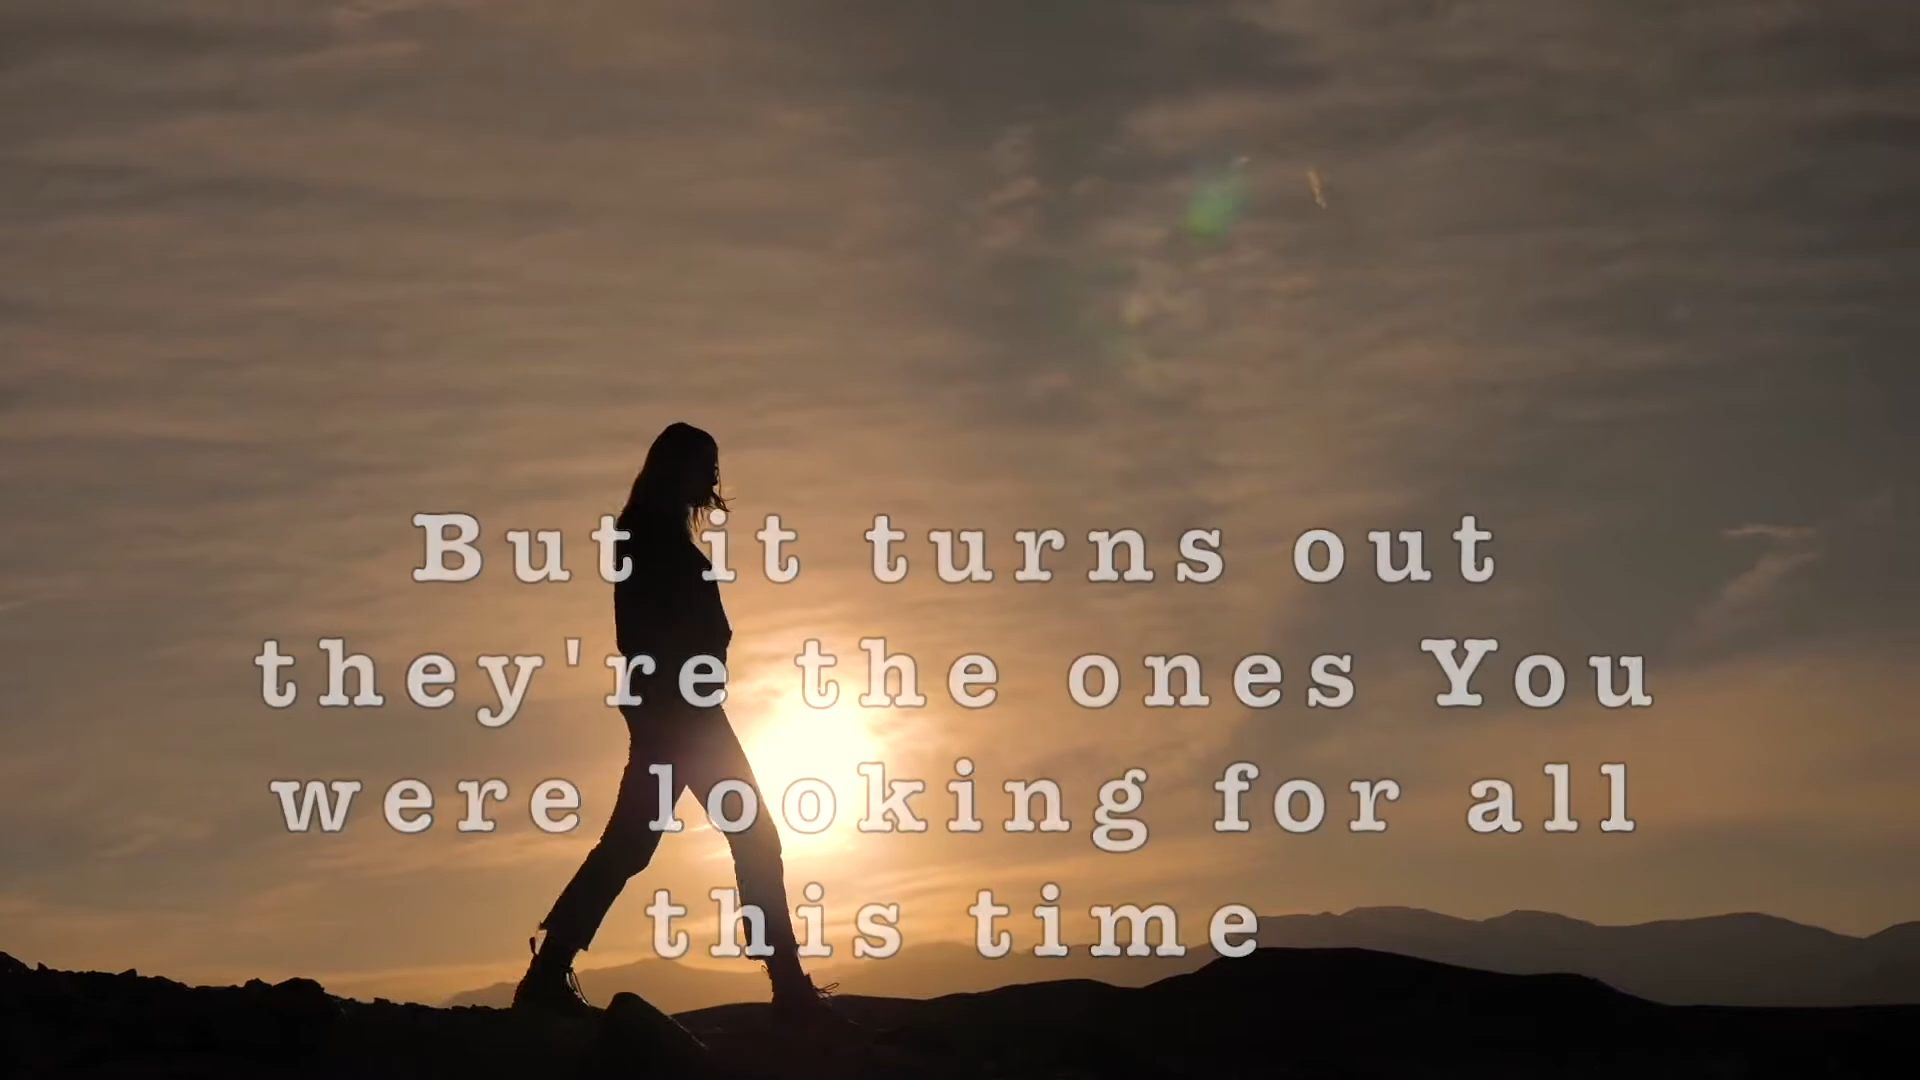 But it turns out
they're the ones You
were looking for all
this time